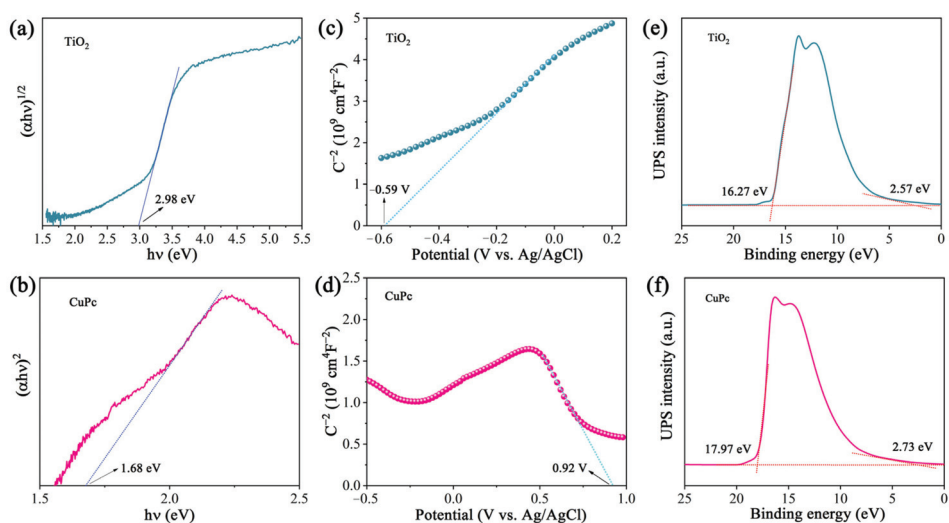 (a)
TiO₂
(αhν)^1/2
2.98 eV
1.5 2.0 2.5 3.0 3.5 4.0 4.5 5.0 5.5
hν (eV)
(c)
TiO₂
5
4
3
2
1
0
C⁻² (10⁹ cm⁴F⁻²)
−0.59 V
−0.6 −0.4 −0.2 0.0 0.2
Potential (V vs. Ag/AgCl)
(e)
TiO₂
UPS intensity (a.u.)
16.27 eV
2.57 eV
25 20 15 10 5 0
Binding energy (eV)
(b)
CuPc
(αhν)²
1.68 eV
1.5 2.0 2.5
hν (eV)
(d)
CuPc
2.5
2.0
1.5
1.0
0.5
0.0
C⁻² (10⁹ cm⁴F⁻²)
0.92 V
−0.5 0.0 0.5 1.0
Potential (V vs. Ag/AgCl)
(f)
CuPc
UPS intensity (a.u.)
17.97 eV
2.73 eV
25 20 15 10 5 0
Binding energy (eV)